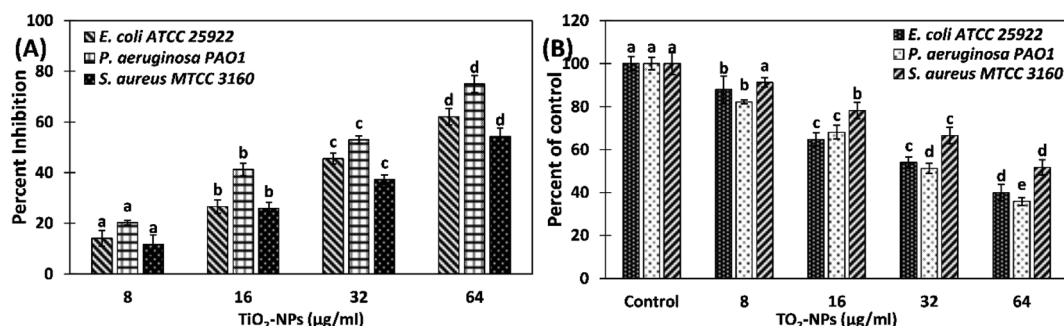 (A)
E. coli ATCC 25922
P. aeruginosa PAO1
S. aureus MTCC 3160
Percent Inhibition
100
80
60
40
20
0
a a a
b b b
c c c
d d d
8 16 32 64
TiO₂-NPs (µg/ml)
(B)
E. coli ATCC 25922
P. aeruginosa PAO1
S. aureus MTCC 3160
Percent of control
120
100
80
60
40
20
0
a a a
b b a
c c b
c d c
d e d
Control 8 16 32 64
TO₂-NPs (µg/ml)